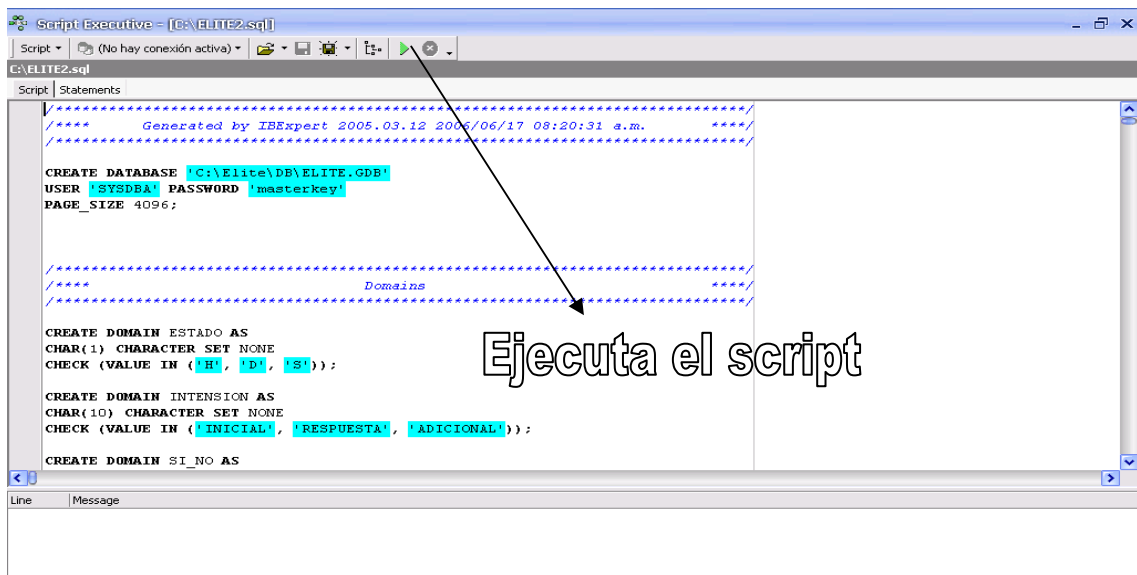 Script Executive - [C:\ELITE2.sql]
Script (No hay conexión activa)
C:\ELITE2.sql
Script Statements
/******************************************************************************/
/**** Generated by IBExpert 2005.03.12 2006/06/17 08:20:31 a.m. ****/
/******************************************************************************/
CREATE DATABASE 'C:\Elite\DB\ELITE.GDB'
USER 'SYSDBA' PASSWORD 'masterkey'
PAGE_SIZE 4096;
/******************************************************************************/
/**** Domains ****/
/******************************************************************************/
CREATE DOMAIN ESTADO AS
CHAR(1) CHARACTER SET NONE
CHECK (VALUE IN ('H', 'D', 'S'));
Ejecuta el script
CREATE DOMAIN INTENSION AS
CHAR(10) CHARACTER SET NONE
CHECK (VALUE IN ('INICIAL', 'RESPUESTA', 'ADICIONAL'));
CREATE DOMAIN SI_NO AS
Line Message